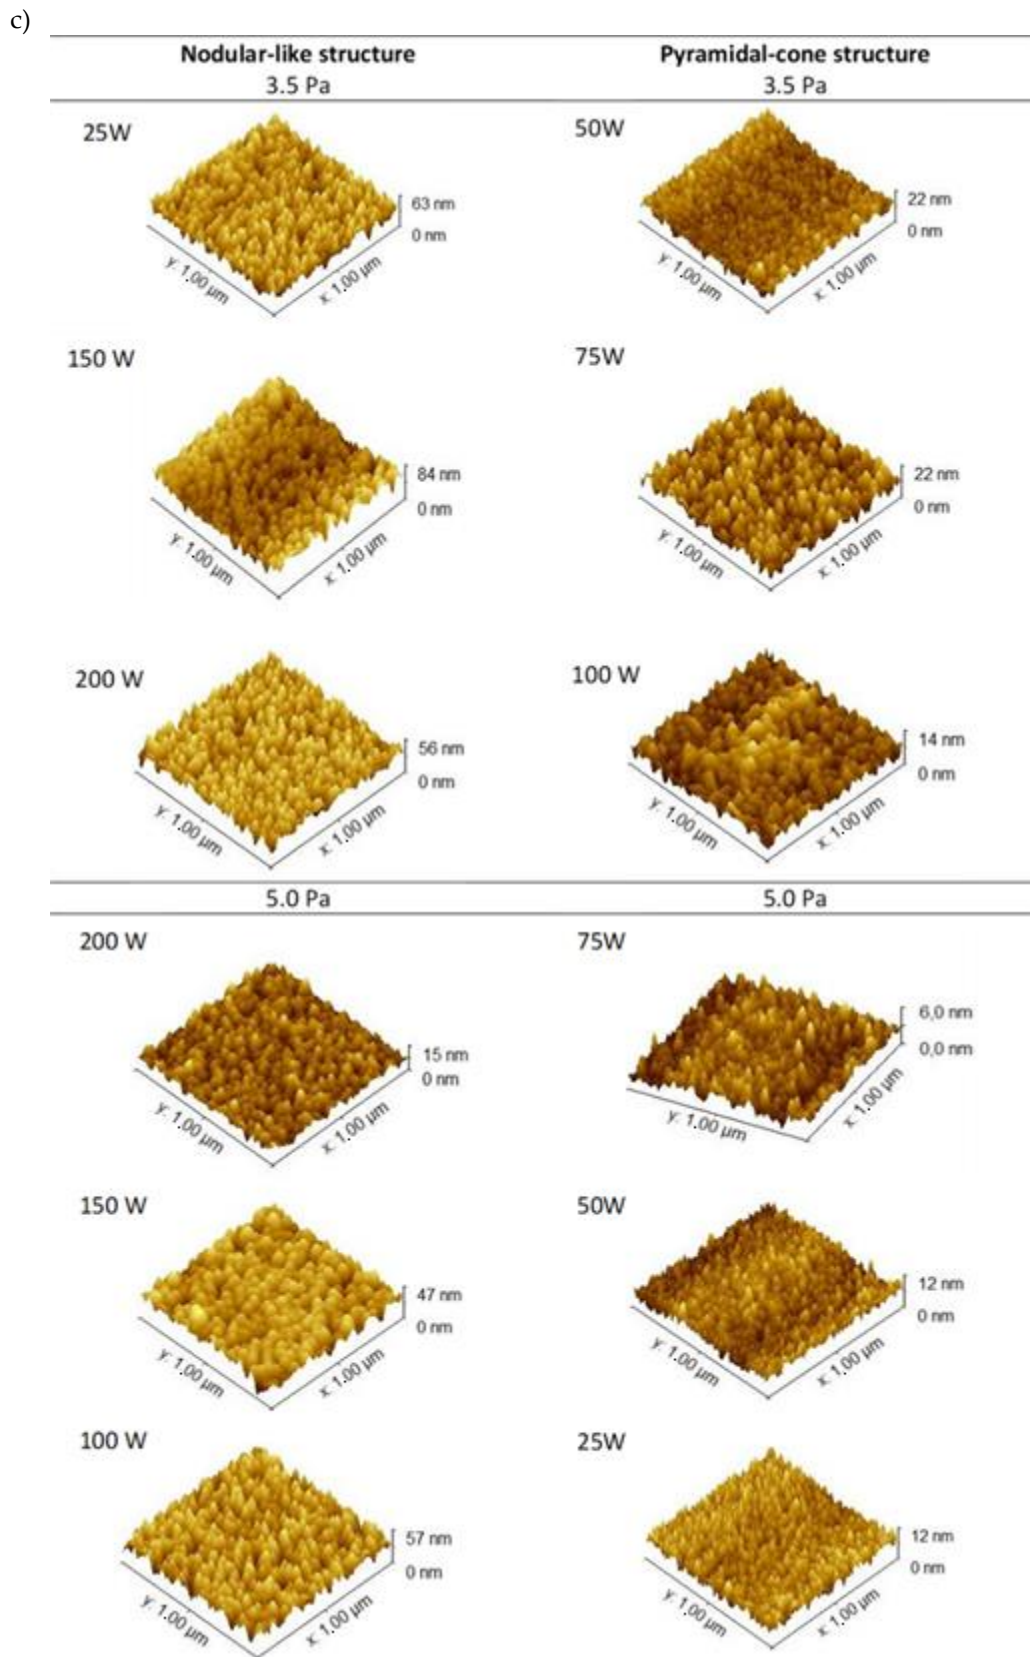 c)
Nodular-like structure Pyramidal-cone structure
3.5 Pa 3.5 Pa
25W 50W
63 nm 22 nm
0 nm 0 nm
y: 1.00 µm x: 1.00 µm y: 1.00 µm x: 1.00 µm
150 W 75W
84 nm 22 nm
0 nm 0 nm
y: 1.00 µm x: 1.00 µm y: 1.00 µm x: 1.00 µm
200 W 100 W
56 nm 14 nm
0 nm 0 nm
y: 1.00 µm x: 1.00 µm y: 1.00 µm x: 1.00 µm
5.0 Pa 5.0 Pa
200 W 75W
15 nm 6,0 nm
0 nm 0,0 nm
y: 1.00 µm x: 1.00 µm y: 1.00 µm x: 1.00 µm
150 W 50W
47 nm 12 nm
0 nm 0 nm
y: 1.00 µm x: 1.00 µm y: 1.00 µm x: 1.00 µm
100 W 25W
57 nm 12 nm
0 nm 0 nm
y: 1.00 µm x: 1.00 µm y: 1.00 µm x: 1.00 µm